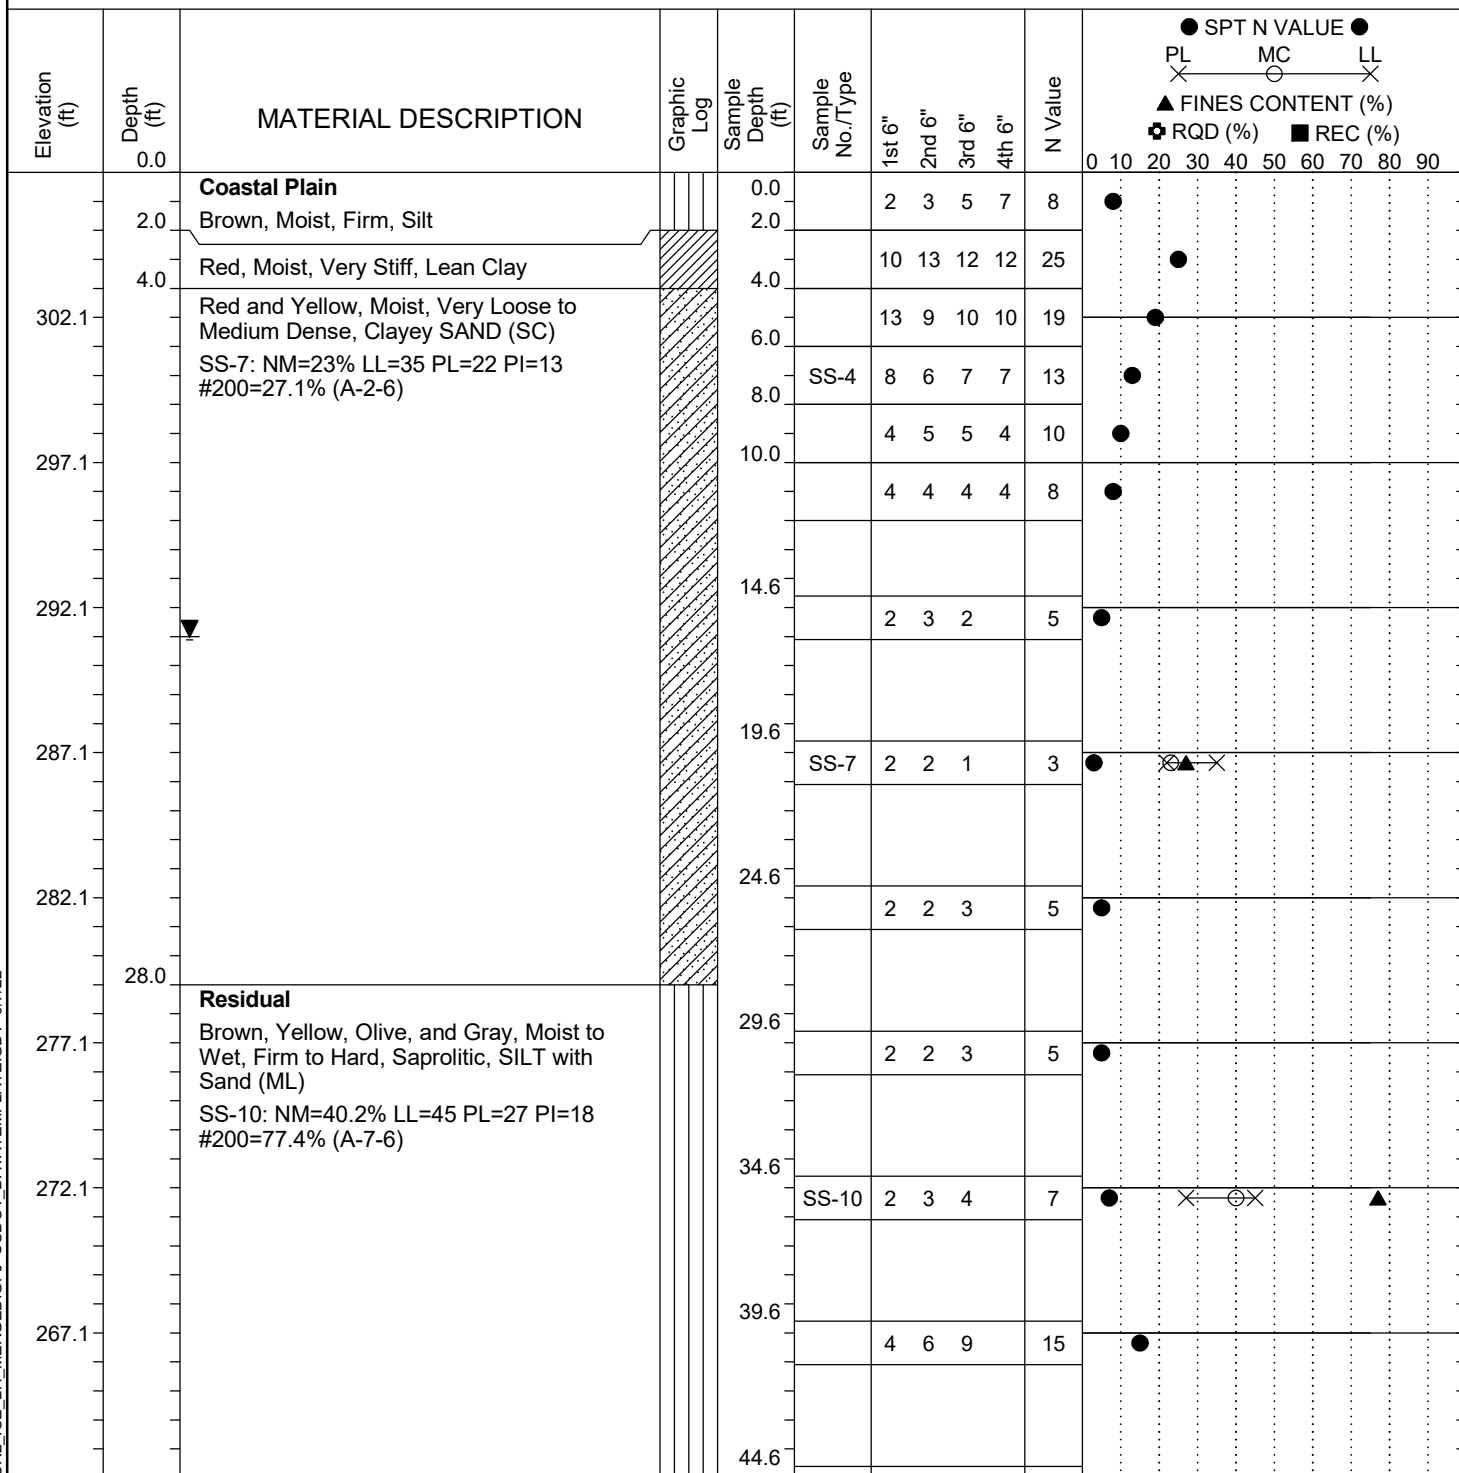 ● SPT N VALUE ●
PL MC LL
▲ FINES CONTENT (%)
RQD (%) ■ REC (%)
Elevation (ft)
Depth (ft)
MATERIAL DESCRIPTION
Graphic Log
Sample Depth (ft)
Sample No./Type
1st 6"
2nd 6"
3rd 6"
4th 6"
N Value
0.0
0 10 20 30 40 50 60 70 80 90
Coastal Plain
0.0
2 3 5 7 8
2.0 Brown, Moist, Firm, Silt 2.0
Red, Moist, Very Stiff, Lean Clay
10 13 12 12 25
4.0 4.0
Red and Yellow, Moist, Very Loose to
302.1 13 9 10 10 19
Medium Dense, Clayey SAND (SC)
6.0
SS-7: NM=23% LL=35 PL=22 PI=13
SS-4 8 6 7 7 13
#200=27.1% (A-2-6)
8.0
4 5 5 4 10
10.0
297.1
4 4 4 4 8
14.6
292.1
2 3 2 5
19.6
287.1
SS-7 2 2 1 3
24.6
282.1
2 2 3 5
28.0
Residual
29.6
Brown, Yellow, Olive, and Gray, Moist to
277.1
2 2 3 5
Wet, Firm to Hard, Saprolitic, SILT with
Sand (ML)
SS-10: NM=40.2% LL=45 PL=27 PI=18
#200=77.4% (A-7-6)
34.6
272.1
SS-10 2 3 4 7
39.6
267.1
4 6 9 15
44.6